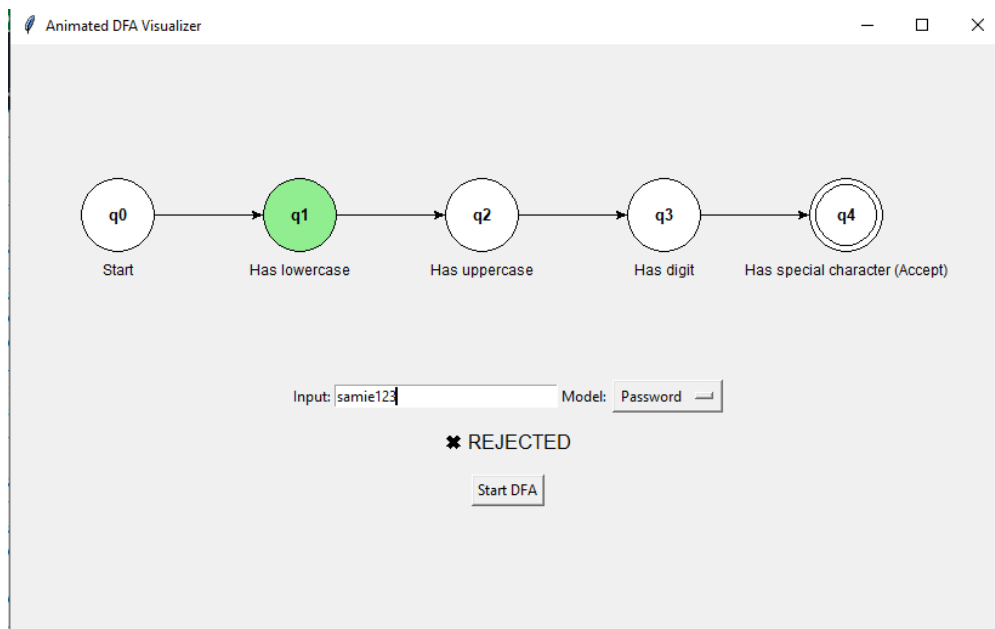 Animated DFA Visualizer
q0 q1 q2 q3 q4
Start Has lowercase Has uppercase Has digit Has special character (Accept)
Input: samie123 Model: Password
✖ REJECTED
Start DFA